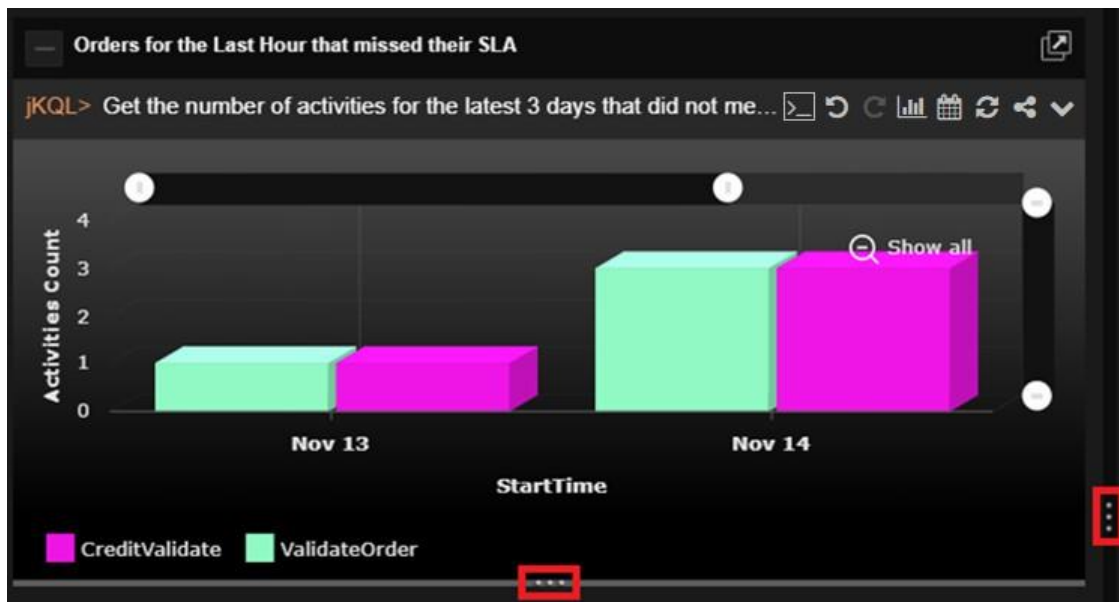 Orders for the Last Hour that missed their SLA
jKQL> Get the number of activities for the latest 3 days that did not me...
Show all
Activities Count
4
3
2
1
0
Nov 13 Nov 14
StartTime
CreditValidate ValidateOrder